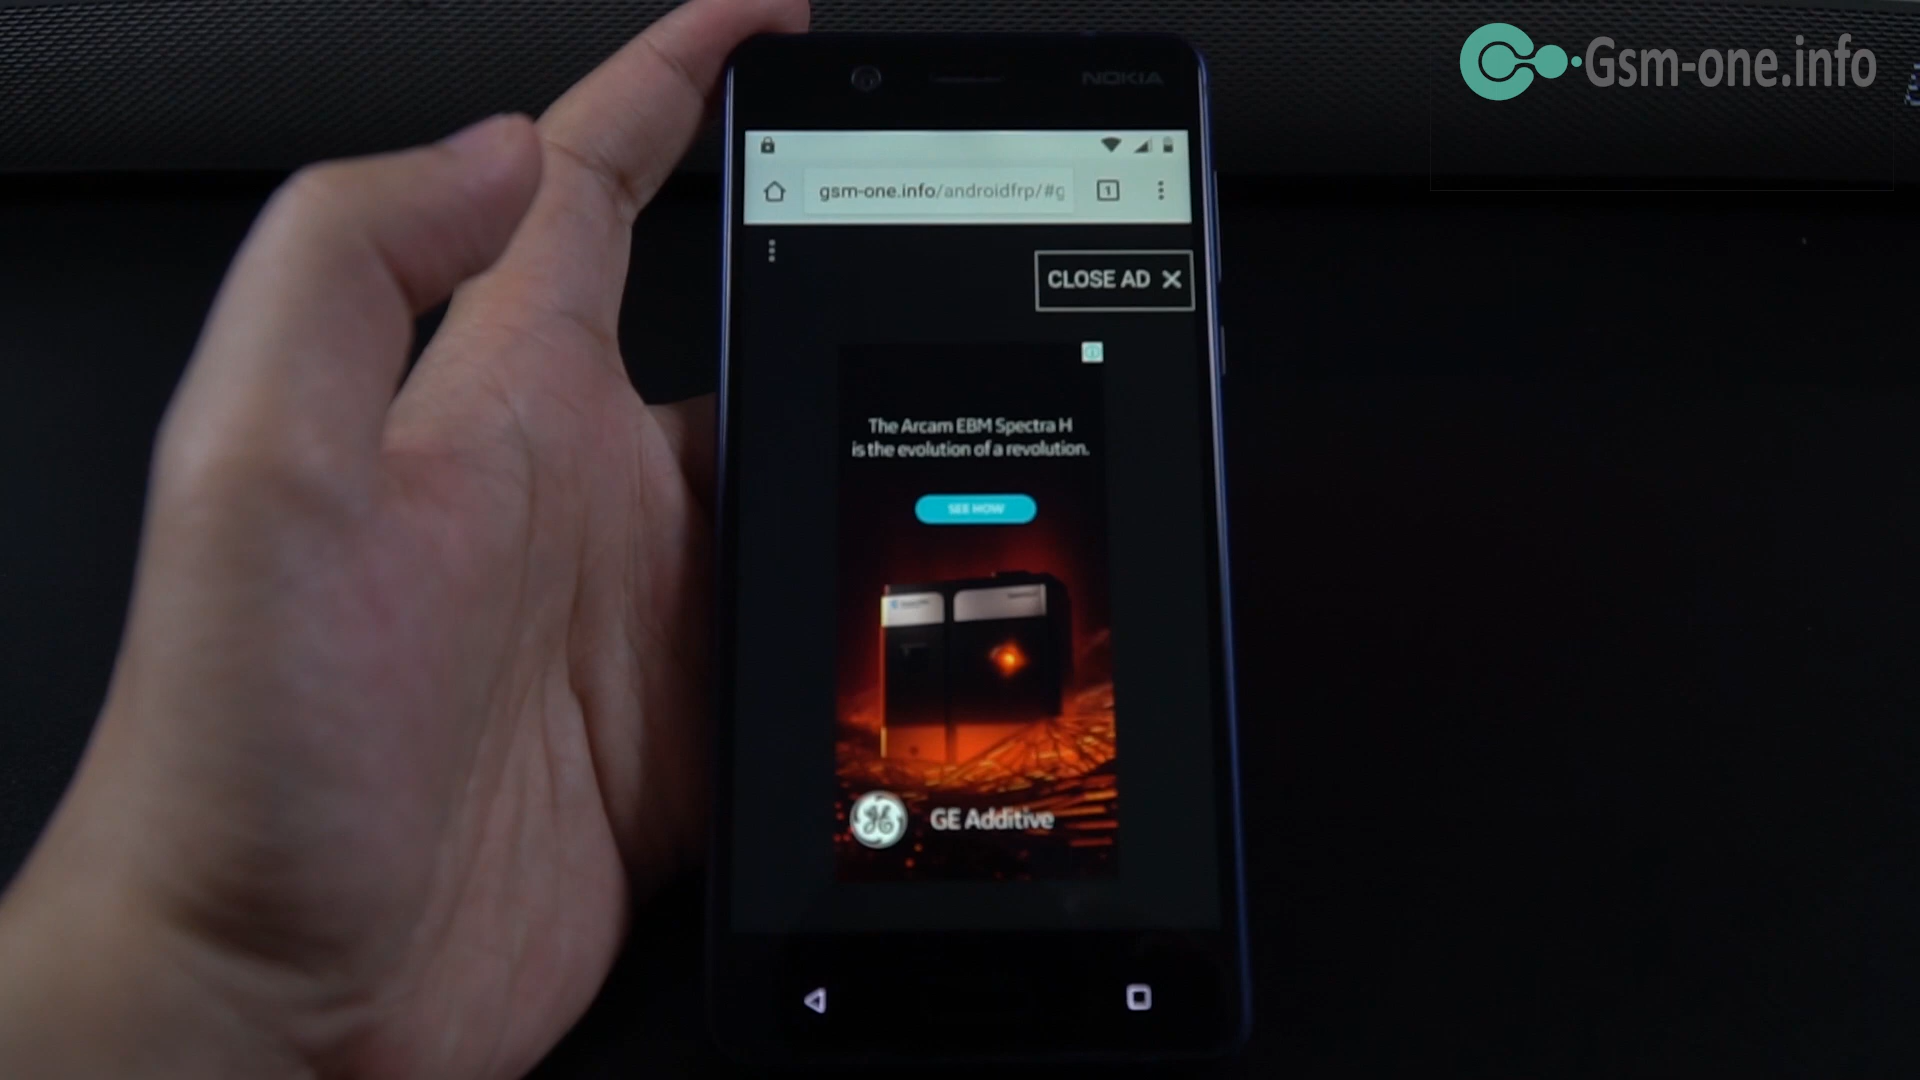 Gsm-one.info
NOKIA
gsm-one.info/androidfrp/#g
1
CLOSE AD X
The Arcam EBM Spectra H
is the evolution of a revolution.
SEE HOW
GE Additive